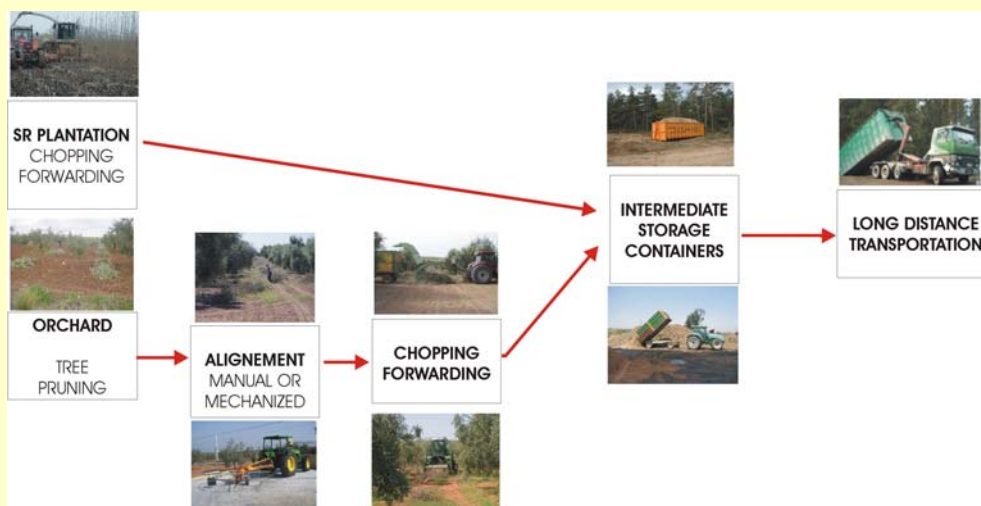 SR PLANTATION
CHOPPING
FORWARDING
ORCHARD
TREE
PRUNING
ALIGNEMENT
MANUAL OR
MECHANIZED
CHOPPING
FORWARDING
INTERMEDIATE
STORAGE
CONTAINERS
LONG DISTANCE
TRANSPORTATION